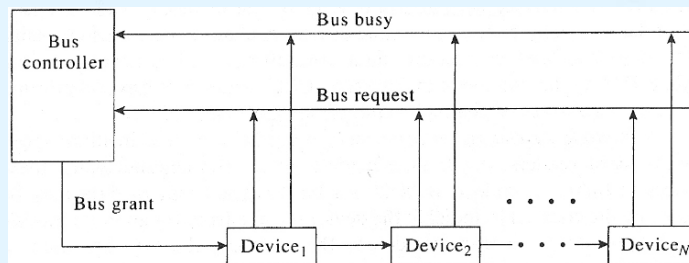 Bus busy
Bus
controller
Bus request
Bus grant
Device1
Device2
DeviceN